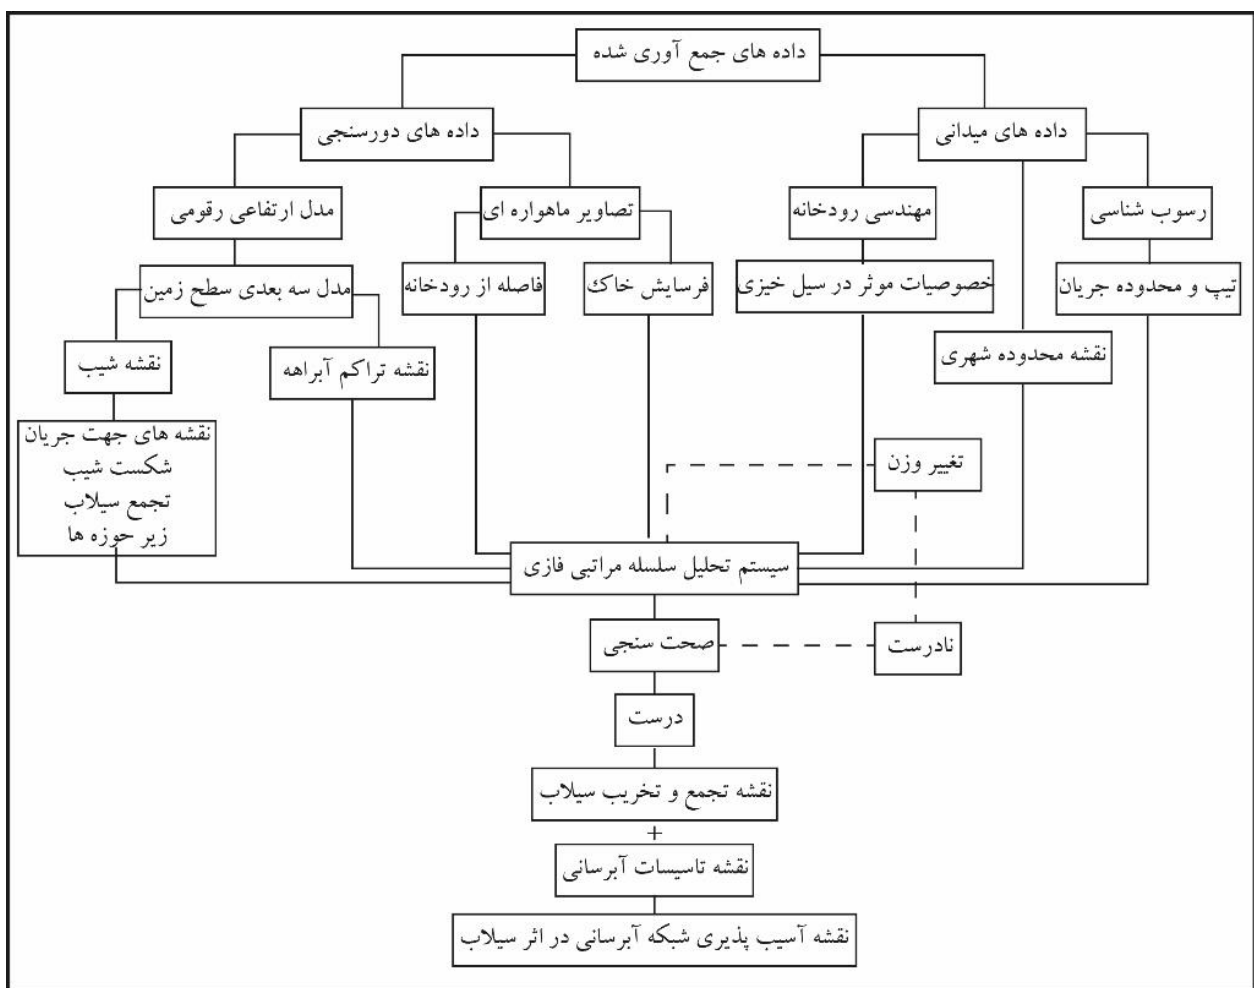 داده های جمع آوری شده
داده های دورسنجی
داده های میدانی
مدل ارتفاعی رقومی
تصاویر ماهواره ای
مهندسی رودخانه
رسوب شناسی
مدل سه بعدی سطح زمین
فاصله از رودخانه
فرسایش خاک
خصوصیات موثر در سیل خیزی
تیپ و محدوده جریان
نقشه شیب
نقشه تراکم آبراهه
نقشه محدوده شهری
نقشه های جهت جریان
شکست شیب
تجمع سیلاب
زیر حوزه ها
تغییر وزن
سیستم تحلیل سلسله مراتبی فازی
صحت سنجی
نادرست
درست
نقشه تجمع و تخریب سیلاب
+
نقشه تاسیسات آبرسانی
نقشه آسیب پذیری شبکه آبرسانی در اثر سیلاب